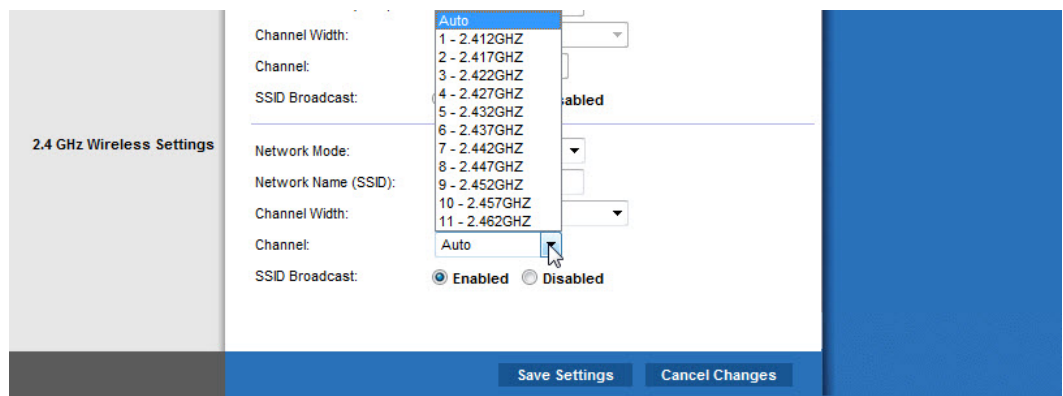 Auto
Channel Width:
1 - 2.412GHZ
2 - 2.417GHZ
Channel:
3 - 2.422GHZ
SSID Broadcast:
4 - 2.427GHZ
5 - 2.432GHZ
6 - 2.437GHZ
2.4 GHz Wireless Settings
Network Mode:
7 - 2.442GHZ
8 - 2.447GHZ
Network Name (SSID):
9 - 2.452GHZ
10 - 2.457GHZ
Channel Width:
11 - 2.462GHZ
Channel: Auto
SSID Broadcast: Enabled Disabled
Save Settings Cancel Changes